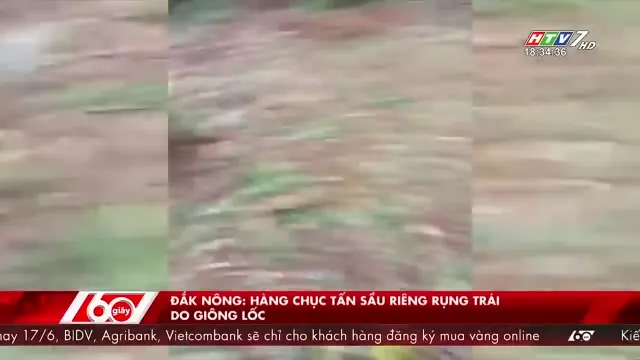 HTV7 HD
18:34:36
60 giây
ĐẮK NÔNG: HÀNG CHỤC TẤN SẦU RIÊNG RỤNG TRÁI
DO GIÔNG LỐC
nay 17/6, BIDV, Agribank, Vietcombank sẽ chỉ cho khách hàng đăng ký mua vàng online 60 Kiế